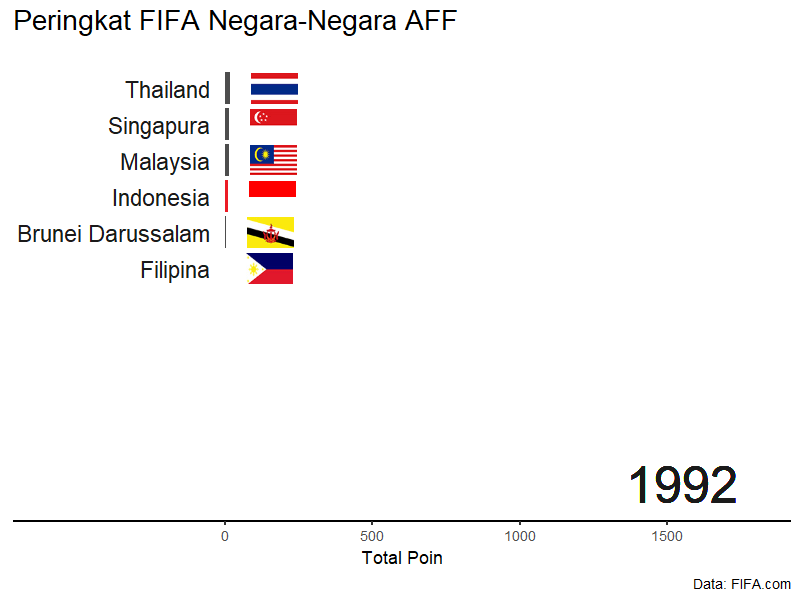 Peringkat FIFA Negara-Negara AFF
Thailand
Singapura
Malaysia
Indonesia
Brunei Darussalam
Filipina
1992
0 500 1000 1500
Total Poin
Data: FIFA.com